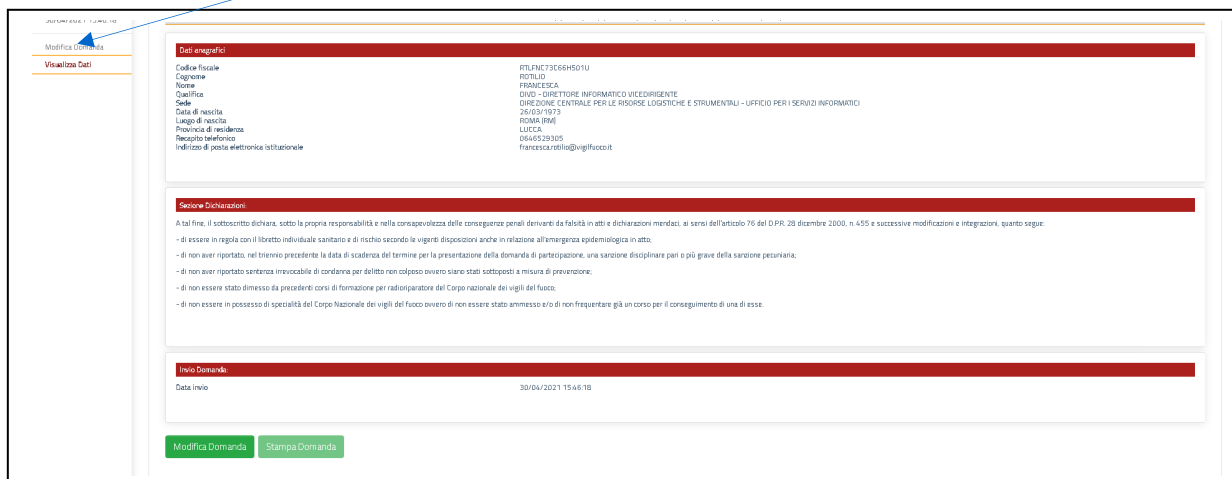 30/04/2021 15:46:18
Modifica Domanda
Visualizza Dati
Dati anagrafici
Codice fiscale RTLFNC73C66H501U
Cognome ROTILIO
Nome FRANCESCA
Qualifica DIVD - DIRETTORE INFORMATICO VICEDIRIGENTE
Sede DIREZIONE CENTRALE PER LE RISORSE LOGISTICHE E STRUMENTALI - UFFICIO PER I SERVIZI INFORMATICI
Data di nascita 26/03/1973
Luogo di nascita ROMA (RM)
Provincia di residenza LUCCA
Recapito telefonico 0646529305
Indirizzo di posta elettronica istituzionale francesca.rotilio@vigilfuoco.it
Sezione Dichiarazioni:
A tal fine, il sottoscritto dichiara, sotto la propria responsabilità e nella consapevolezza delle conseguenze penali derivanti da falsità in atti e dichiarazioni mendaci, ai sensi dell'articolo 76 del D.P.R. 28 dicembre 2000, n.455 e successive modificazioni e integrazioni, quanto segue:
- di essere in regola con il libretto individuale sanitario e di rischio secondo le vigenti disposizioni anche in relazione all'emergenza epidemiologica in atto;
- di non aver riportato, nel triennio precedente la data di scadenza del termine per la presentazione della domanda di partecipazione, una sanzione disciplinare pari o più grave della sanzione pecuniaria;
- di non aver riportato sentenza irrevocabile di condanna per delitto non colposo ovvero siano stati sottoposti a misura di prevenzione;
- di non essere stato dimesso da precedenti corsi di formazione per radioriparatore del Corpo nazionale dei vigili del fuoco;
- di non essere in possesso di specialità del Corpo Nazionale dei vigili del fuoco ovvero di non essere stato ammesso e/o di non frequentare già un corso per il conseguimento di una di esse.
Invio Domanda:
Data invio 30/04/2021 15:46:18
Modifica Domanda Stampa Domanda